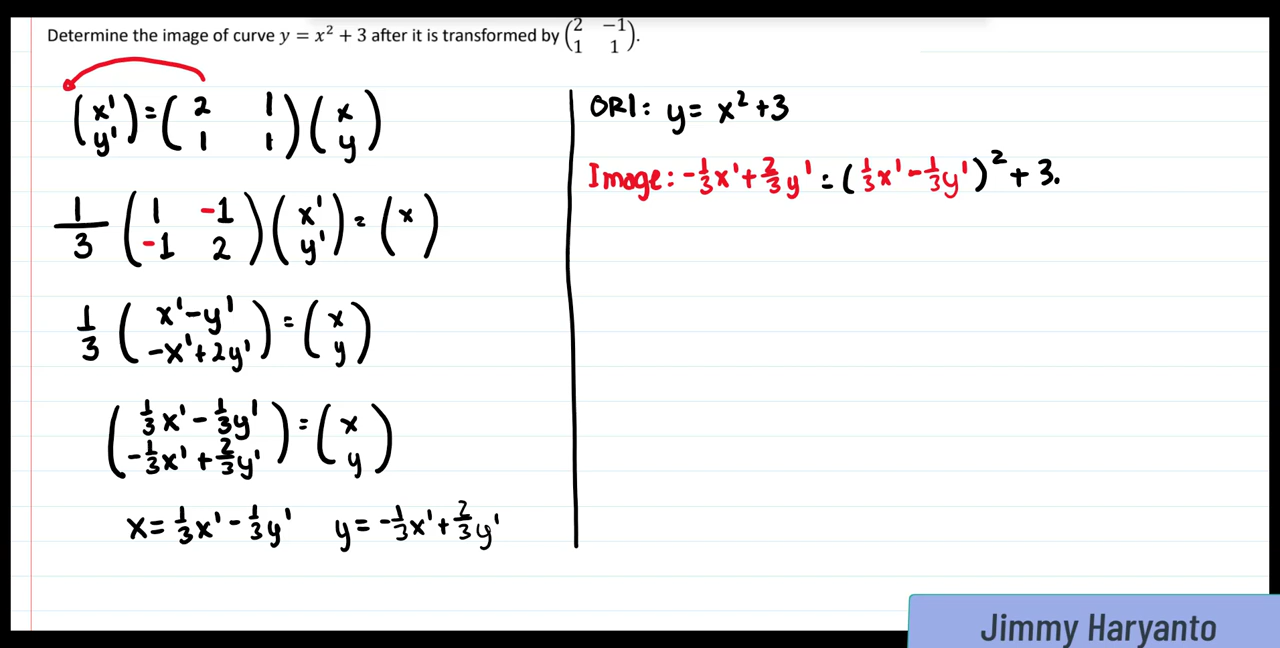 Determine the image of curve y = x² + 3 after it is transformed by (2 −1
1 1).
(x'
y') = (2 1
1 1)(x
y)
1/3 (1 -1
-1 2)(x'
y') = (x)
1/3 (x'-y'
-x'+2y') = (x
y)
(1/3x' - 1/3y'
-1/3x' + 2/3y') = (x
y)
x = 1/3x' - 1/3y' y = -1/3x' + 2/3y'
ORI: y = x² + 3
Image: -1/3x' + 2/3y' = (1/3x' - 1/3y')² + 3.
Jimmy Haryanto